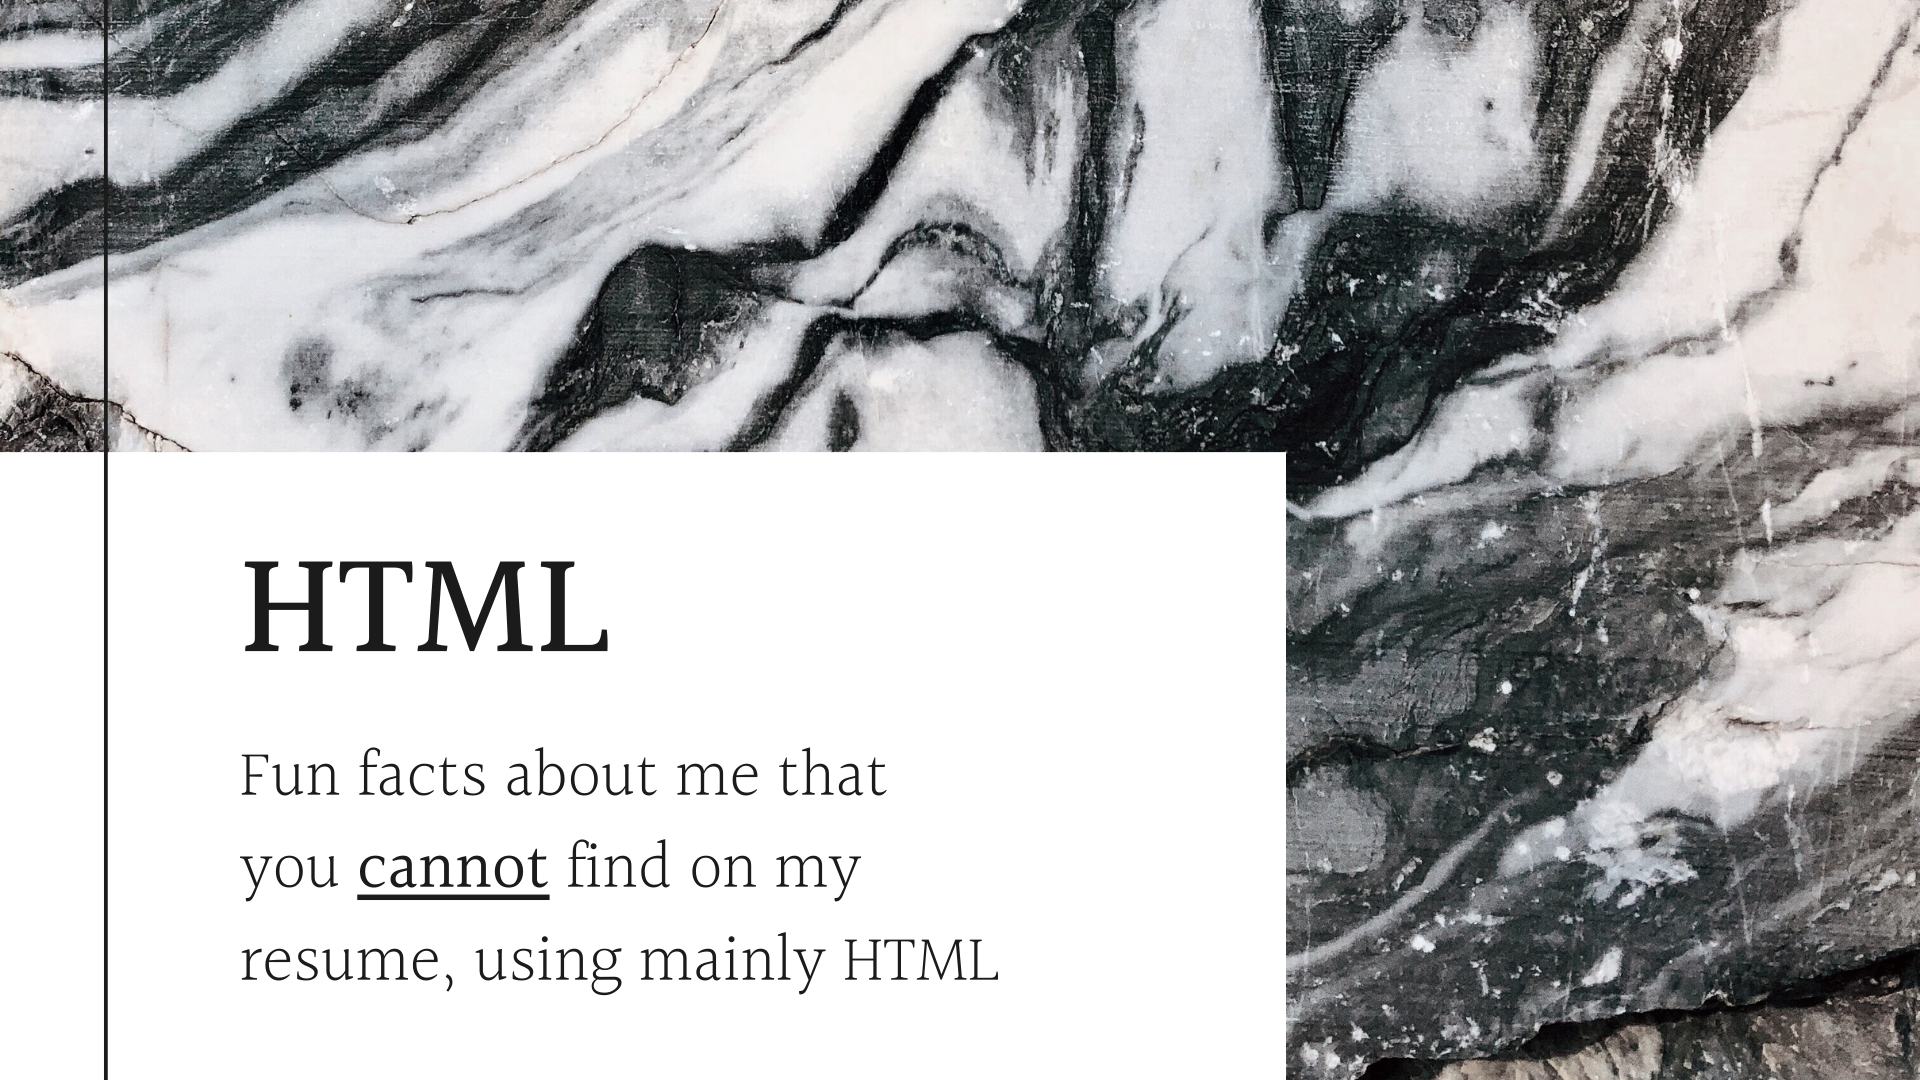 HTML
Fun facts about me that
you cannot find on my
resume, using mainly HTML